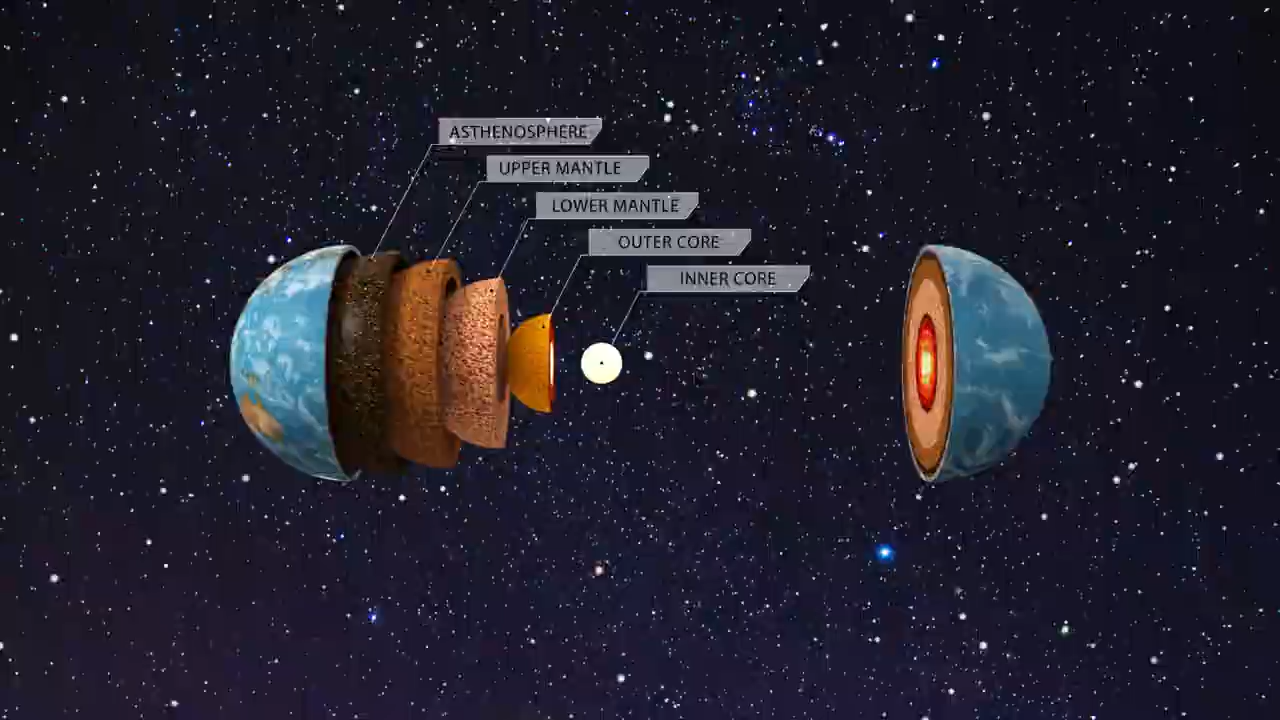 ASTHENOSPHERE
UPPER MANTLE
LOWER MANTLE
OUTER CORE
INNER CORE